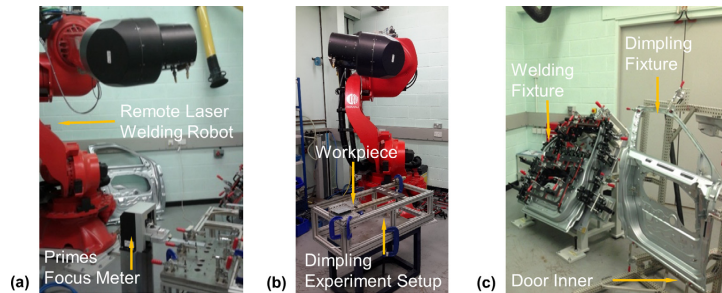 Remote Laser
Welding Robot
Primes
Focus Meter
(a)
Workpiece
Dimpling
Experiment Setup
(b)
Dimpling
Fixture
Welding
Fixture
Door Inner
(c)